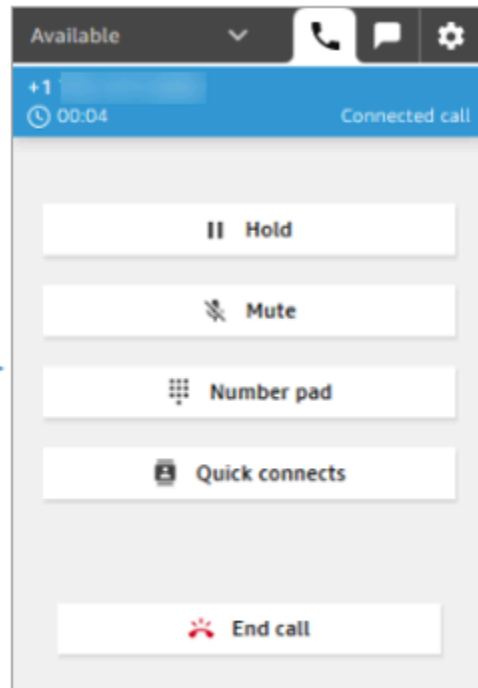 Available
+1
00:04 Connected call
Hold
Mute
Number pad
Quick connects
End call